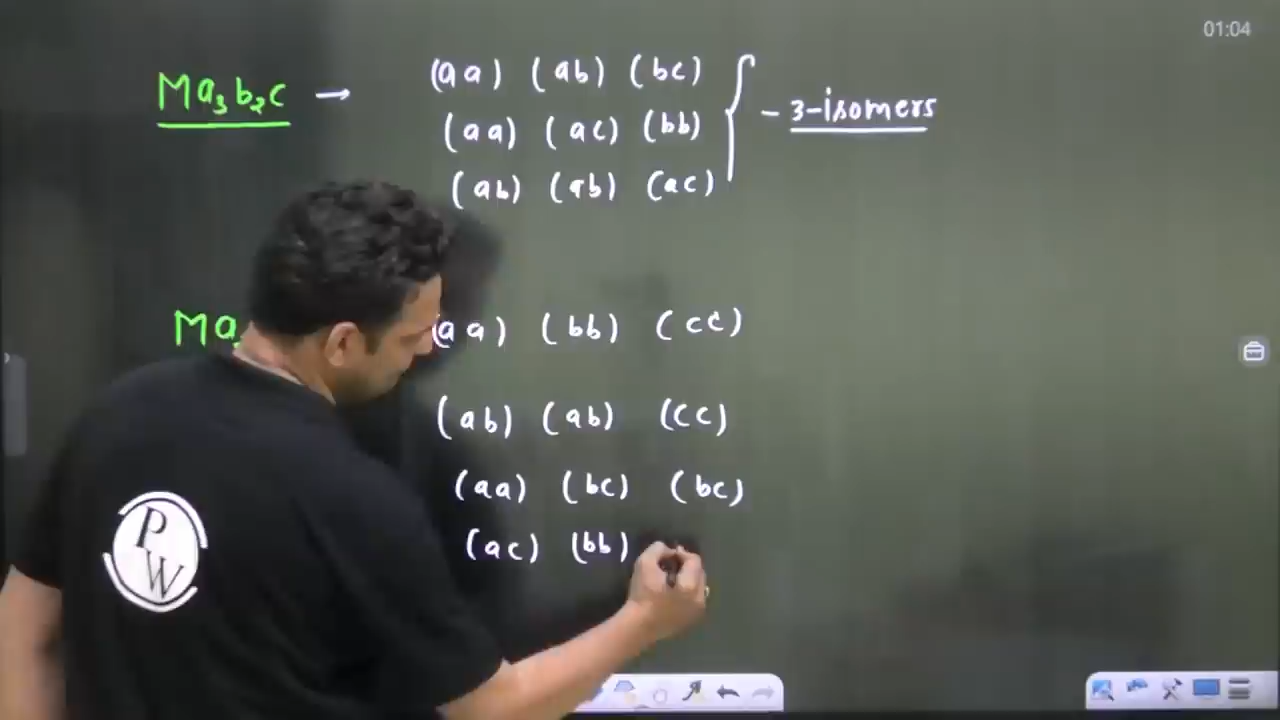 01:04
Ma₃b₂c → (aa) (ab) (bc)
(aa) (ac) (bb) - 3-isomers
(ab) (ab) (ac)
Ma (aa) (bb) (cc)
(ab) (ab) (cc)
(aa) (bc) (bc)
(ac) (bb)
PW